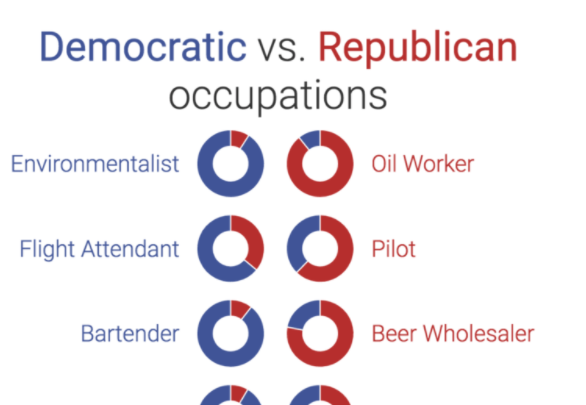 Democratic vs. Republican
occupations
Environmentalist
Oil Worker
Flight Attendant
Pilot
Bartender
Beer Wholesaler